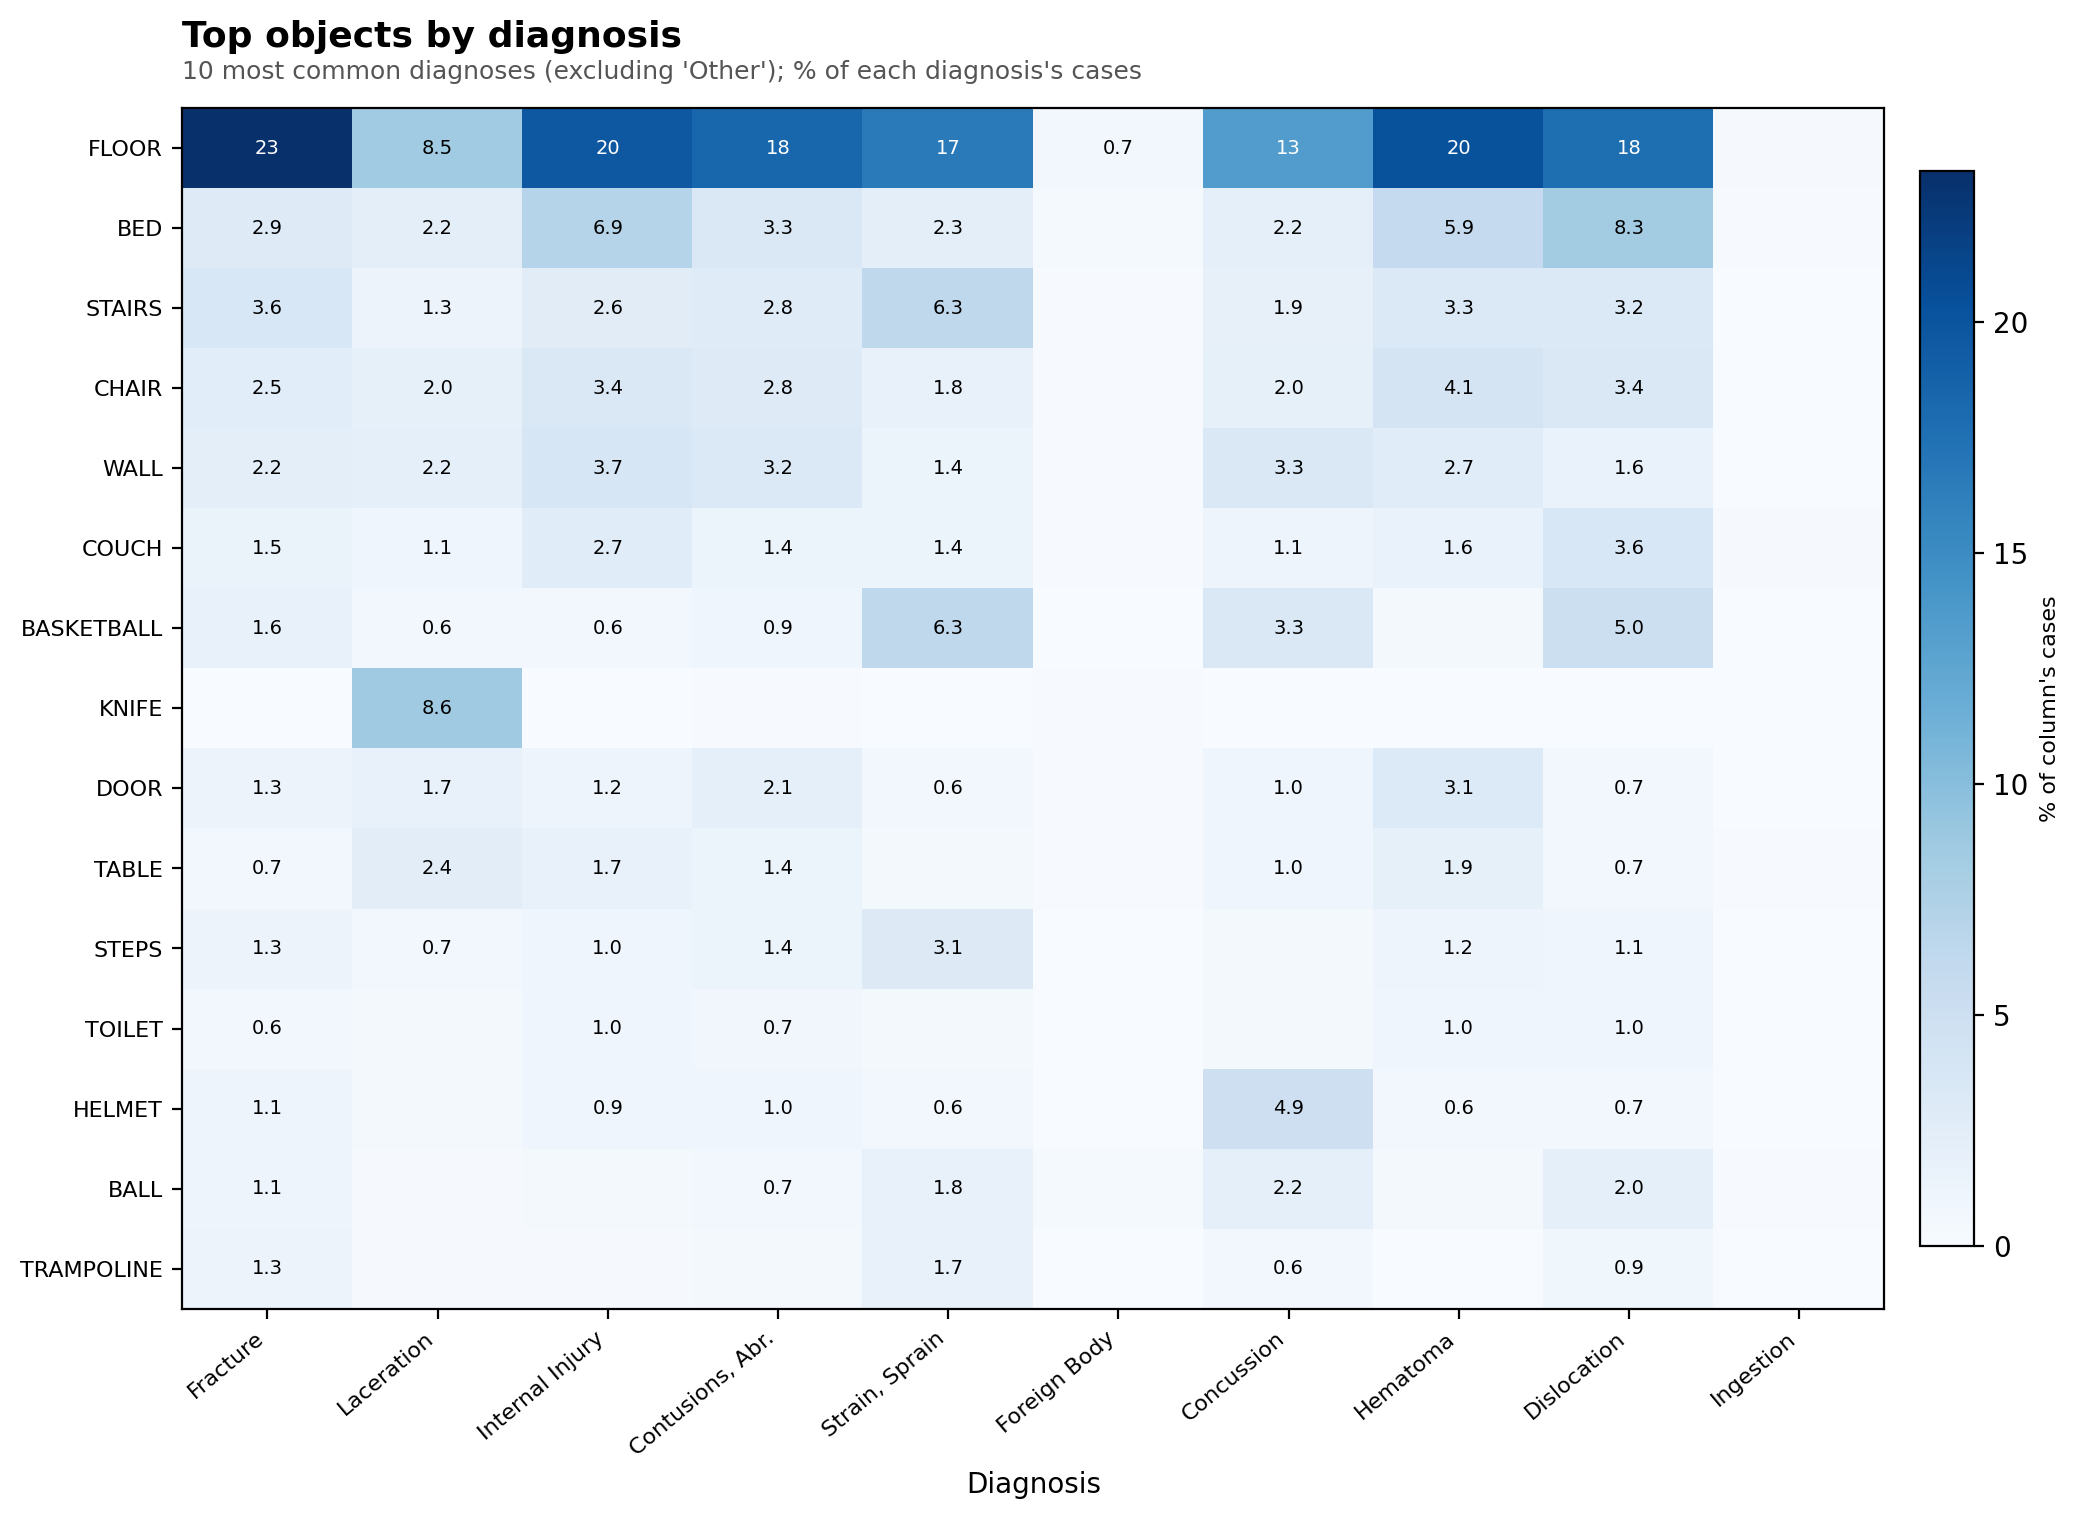 Top objects by diagnosis
10 most common diagnoses (excluding 'Other'); % of each diagnosis's cases
FLOOR 23 8.5 20 18 17 0.7 13 20 18
BED 2.9 2.2 6.9 3.3 2.3 2.2 5.9 8.3
STAIRS 3.6 1.3 2.6 2.8 6.3 1.9 3.3 3.2
CHAIR 2.5 2.0 3.4 2.8 1.8 2.0 4.1 3.4
WALL 2.2 2.2 3.7 3.2 1.4 3.3 2.7 1.6
COUCH 1.5 1.1 2.7 1.4 1.4 1.1 1.6 3.6
BASKETBALL 1.6 0.6 0.6 0.9 6.3 3.3 5.0
KNIFE 8.6
DOOR 1.3 1.7 1.2 2.1 0.6 1.0 3.1 0.7
TABLE 0.7 2.4 1.7 1.4 1.0 1.9 0.7
STEPS 1.3 0.7 1.0 1.4 3.1 1.2 1.1
TOILET 0.6 1.0 0.7 1.0 1.0
HELMET 1.1 0.9 1.0 0.6 4.9 0.6 0.7
BALL 1.1 0.7 1.8 2.2 2.0
TRAMPOLINE 1.3 1.7 0.6 0.9
Fracture Laceration Internal Injury Contusions, Abr. Strain, Sprain Foreign Body Concussion Hematoma Dislocation Ingestion
Diagnosis
20
15
10
5
0
% of column's cases